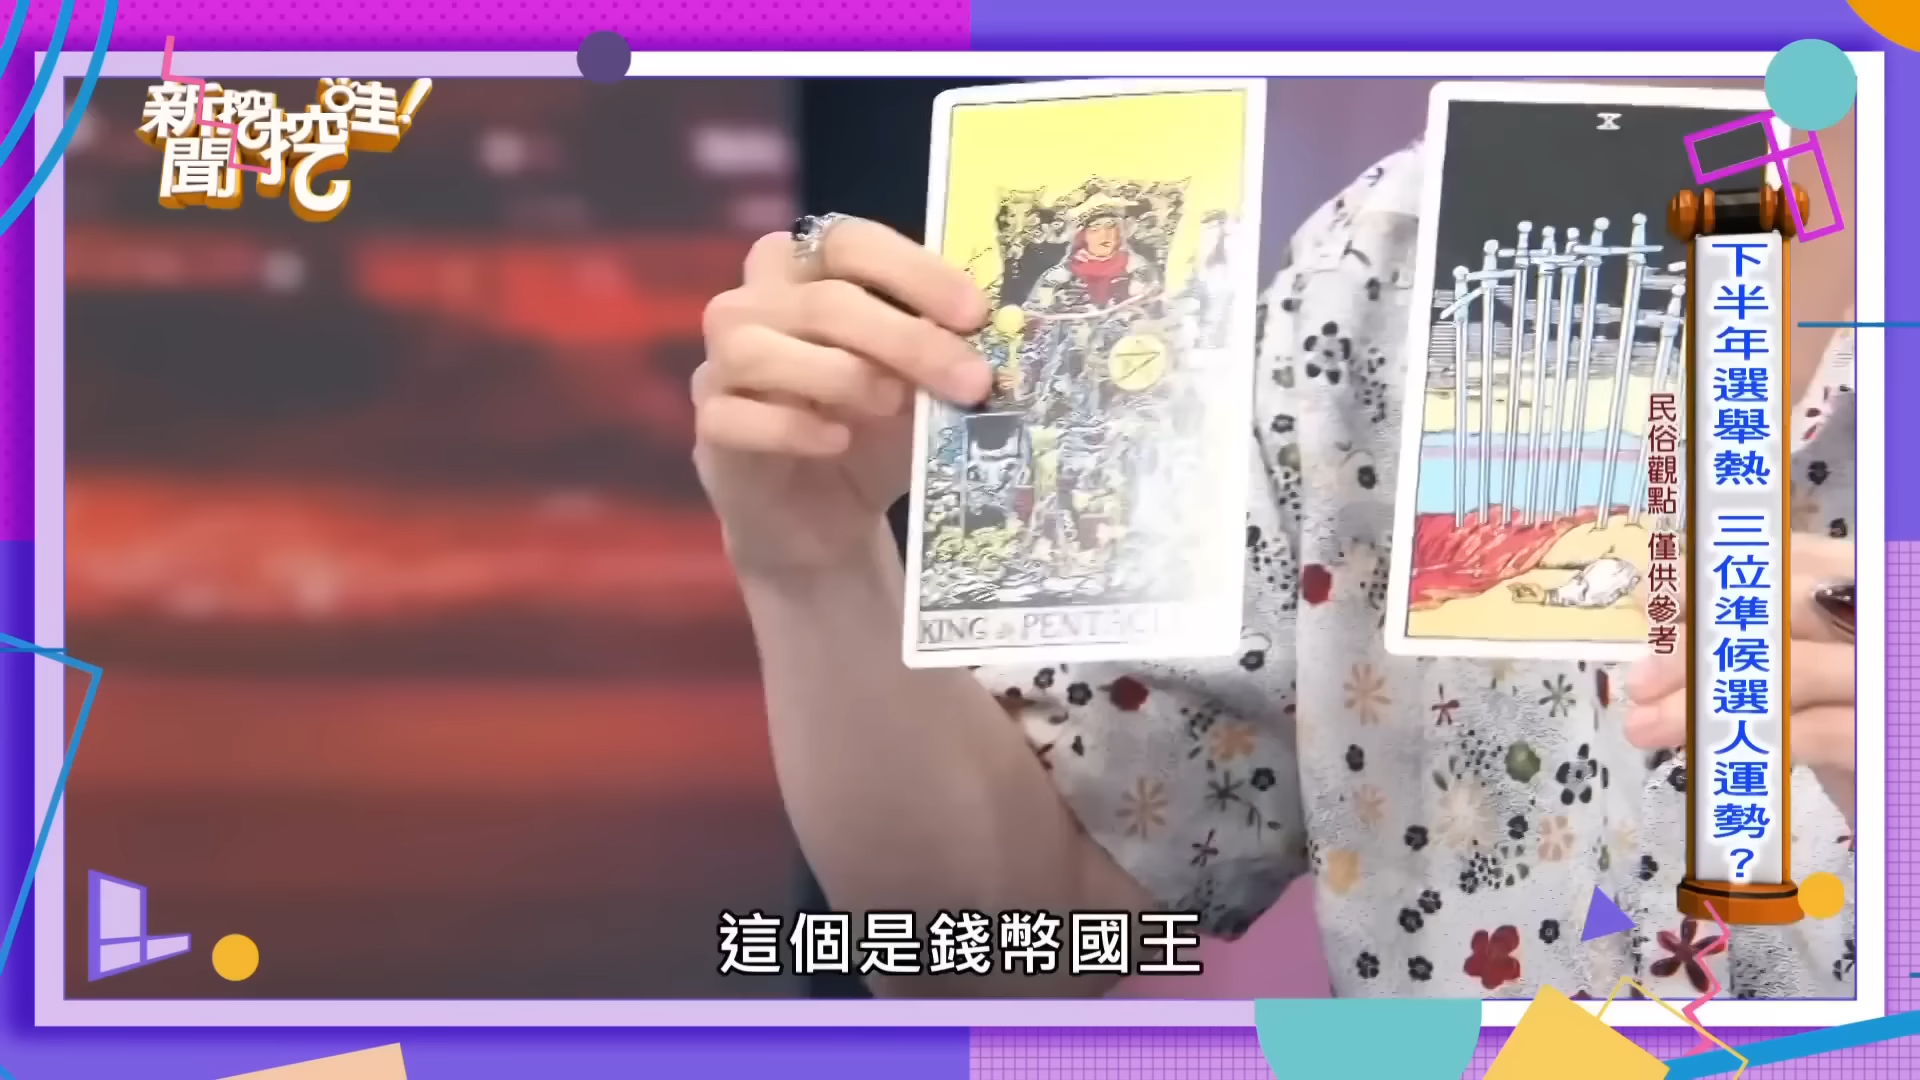 新聞挖挖哇!
X
KING of PENTACL
下半年選舉熱 三位準候選人運勢?
民俗觀點 僅供參考
這個是錢幣國王